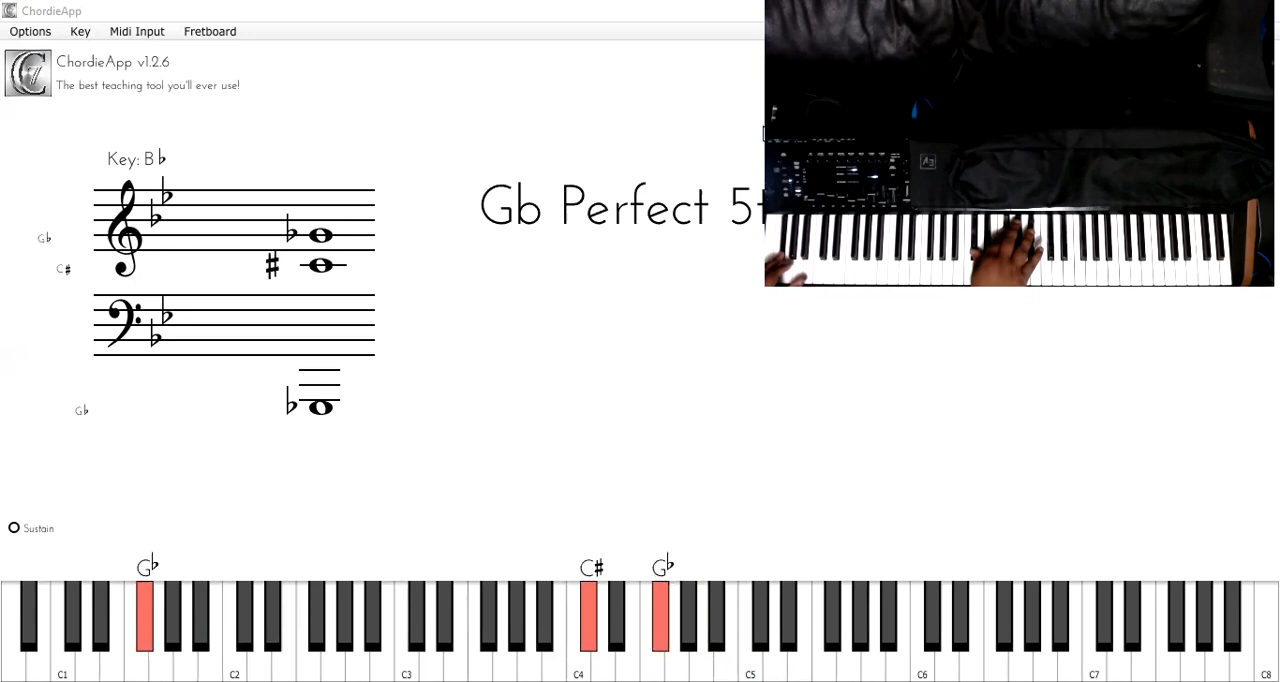 ChordieApp
Options Key Midi Input Fretboard
ChordieApp v1.2.6
The best teaching tool you'll ever use!
Key: B♭
Gb Perfect 5
G♭
C♯
G♭
Sustain
G♭ C♯ G♭
C1 C2 C3 C4 C5 C6 C7 C8